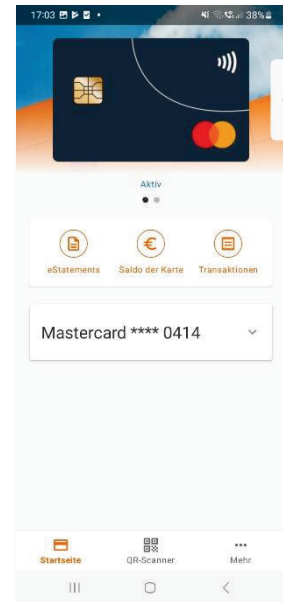 17:03 38%
Aktiv
eStatements Saldo der Karte Transaktionen
Mastercard **** 0414
Startseite QR-Scanner Mehr